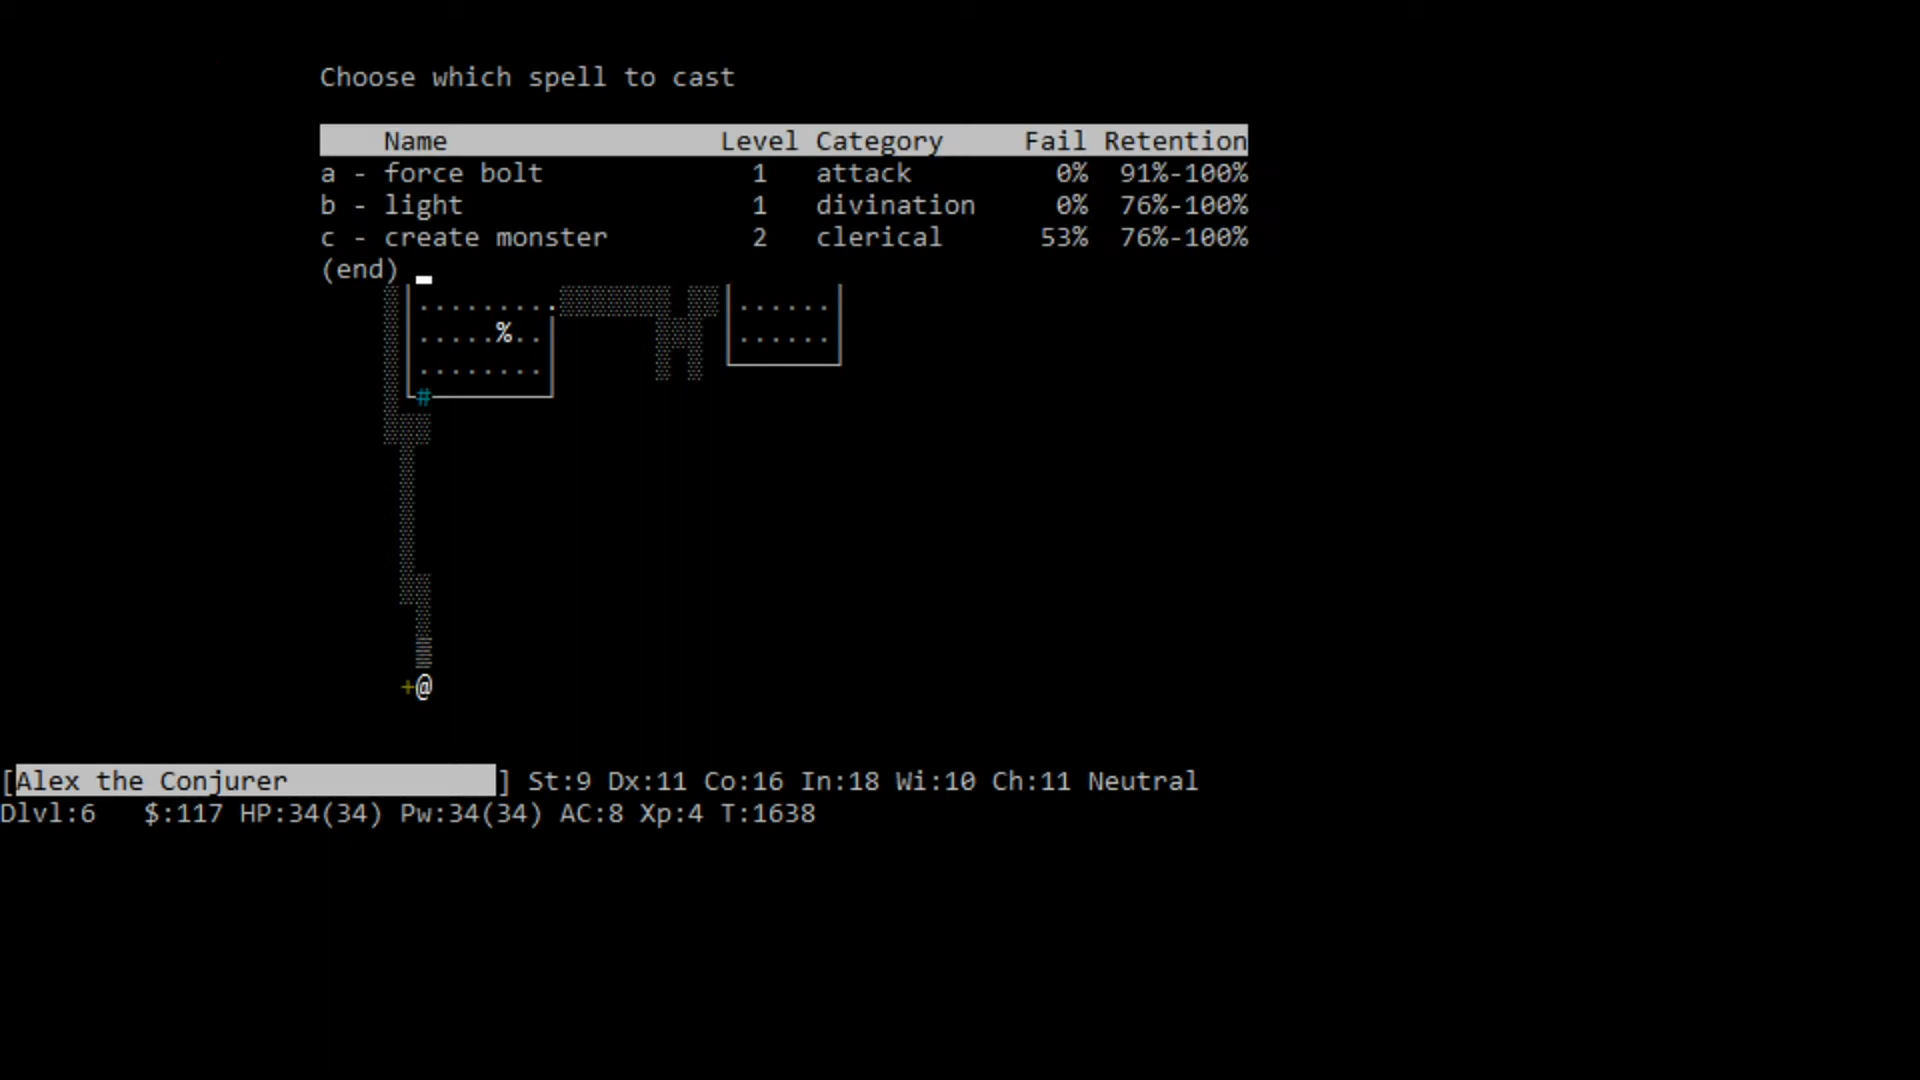 Choose which spell to cast
Name Level Category Fail Retention
a - force bolt 1 attack 0% 91%-100%
b - light 1 divination 0% 76%-100%
c - create monster 2 clerical 53% 76%-100%
(end)
|.......... |......|
|.....%..| |......|
|........|
#
+@
[Alex the Conjurer ] St:9 Dx:11 Co:16 In:18 Wi:10 Ch:11 Neutral
Dlvl:6 $:117 HP:34(34) Pw:34(34) AC:8 Xp:4 T:1638